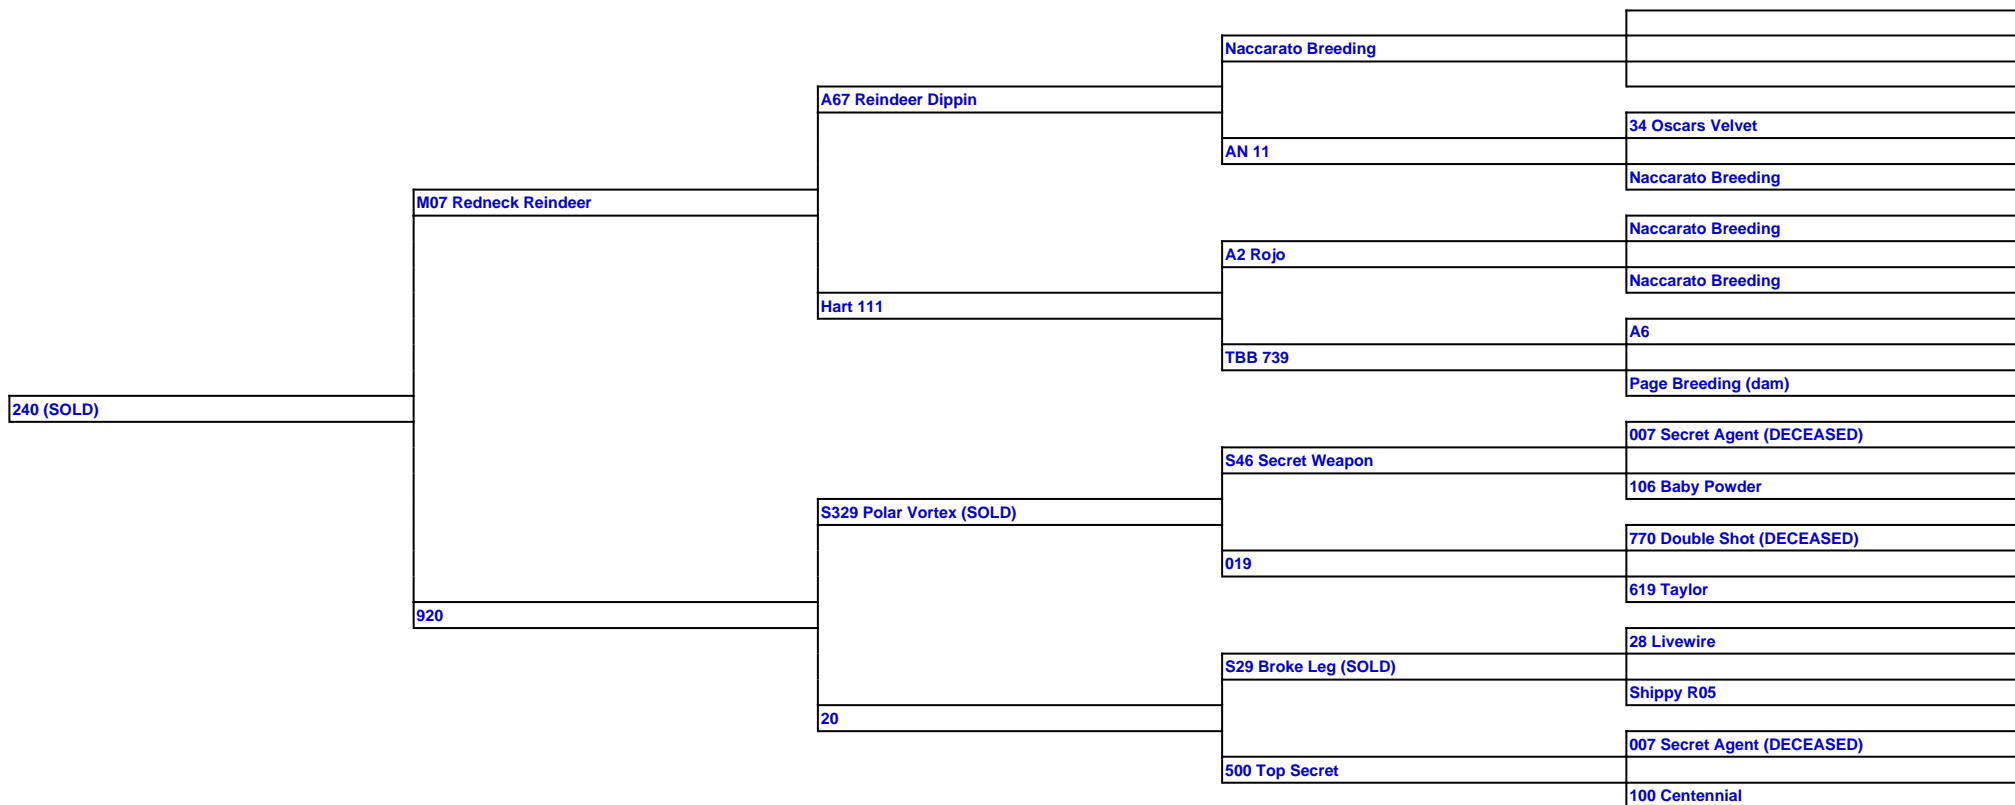 Naccarato Breeding
A67 Reindeer Dippin
34 Oscars Velvet
AN 11
Naccarato Breeding
M07 Redneck Reindeer
Naccarato Breeding
A2 Rojo
Naccarato Breeding
Hart 111
A6
TBB 739
Page Breeding (dam)
240 (SOLD)
007 Secret Agent (DECEASED)
S46 Secret Weapon
106 Baby Powder
S329 Polar Vortex (SOLD)
770 Double Shot (DECEASED)
019
619 Taylor
920
28 Livewire
S29 Broke Leg (SOLD)
Shippy R05
20
007 Secret Agent (DECEASED)
500 Top Secret
100 Centennial